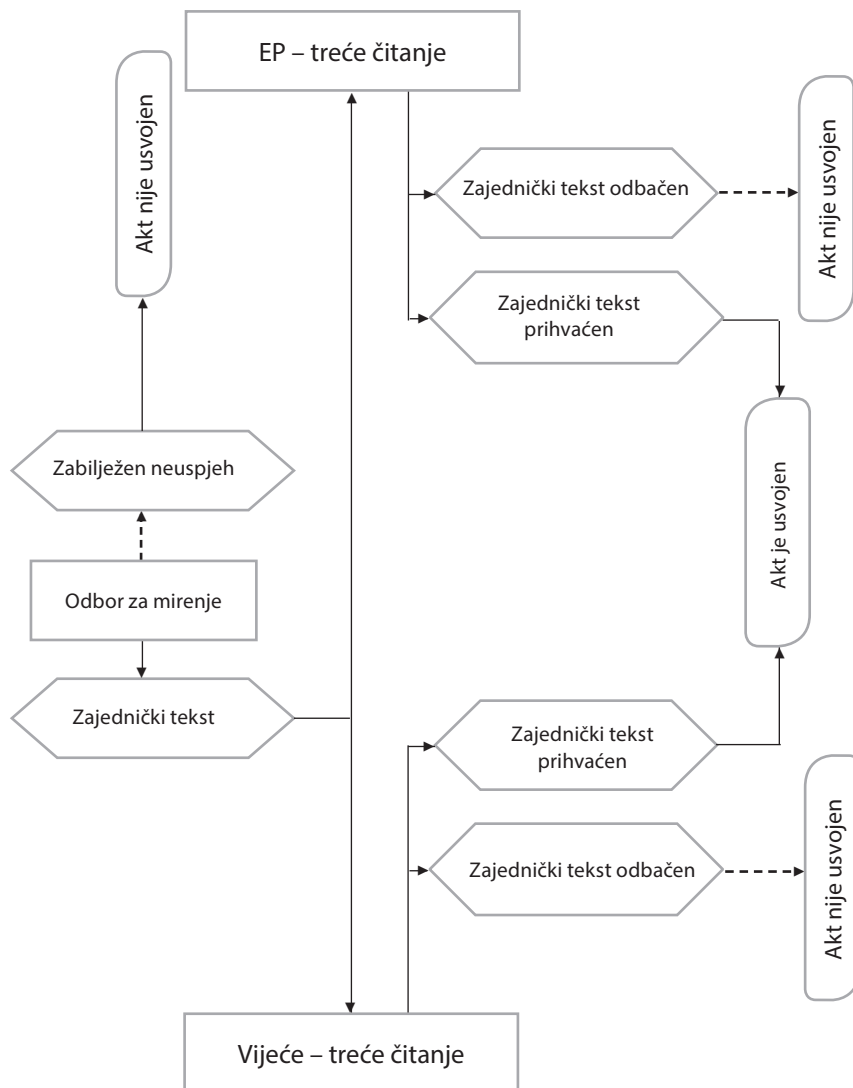 EP – treće čitanje
Akt nije usvojen
Zajednički tekst odbačen
Akt nije usvojen
Zajednički tekst
prihvaćen
Zabilježen neuspjeh
Akt je usvojen
Odbor za mirenje
Zajednički tekst
Zajednički tekst
prihvaćen
Zajednički tekst odbačen
Akt nije usvojen
Vijeće – treće čitanje